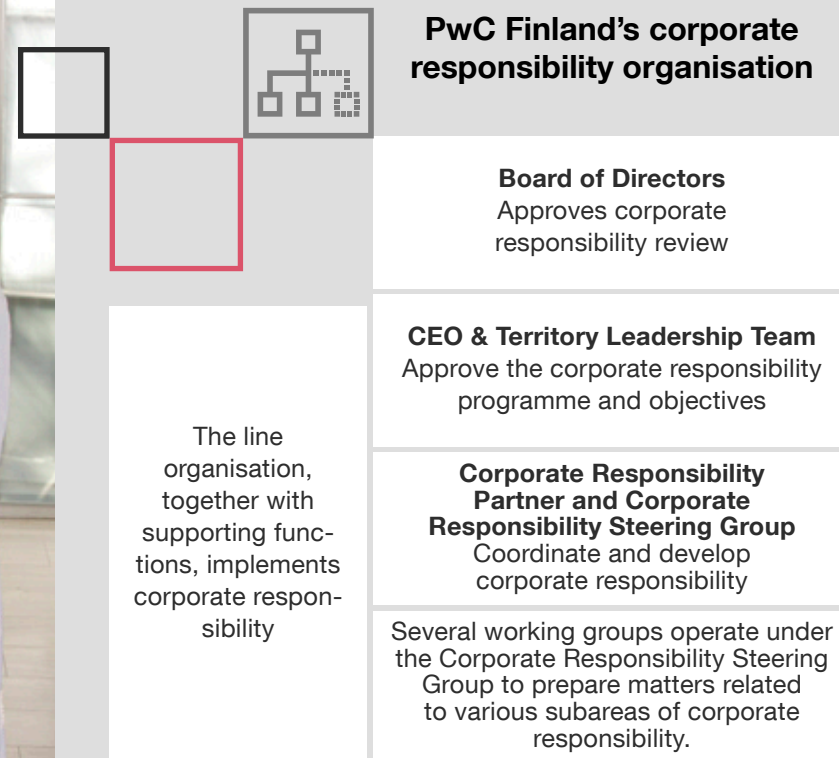 PwC Finland's corporate
responsibility organisation
Board of Directors
Approves corporate
responsibility review
CEO & Territory Leadership Team
Approve the corporate responsibility
programme and objectives
The line
organisation,
together with
supporting func-
tions, implements
corporate respon-
sibility
Corporate Responsibility
Partner and Corporate
Responsibility Steering Group
Coordinate and develop
corporate responsibility
Several working groups operate under
the Corporate Responsibility Steering
Group to prepare matters related
to various subareas of corporate
responsibility.